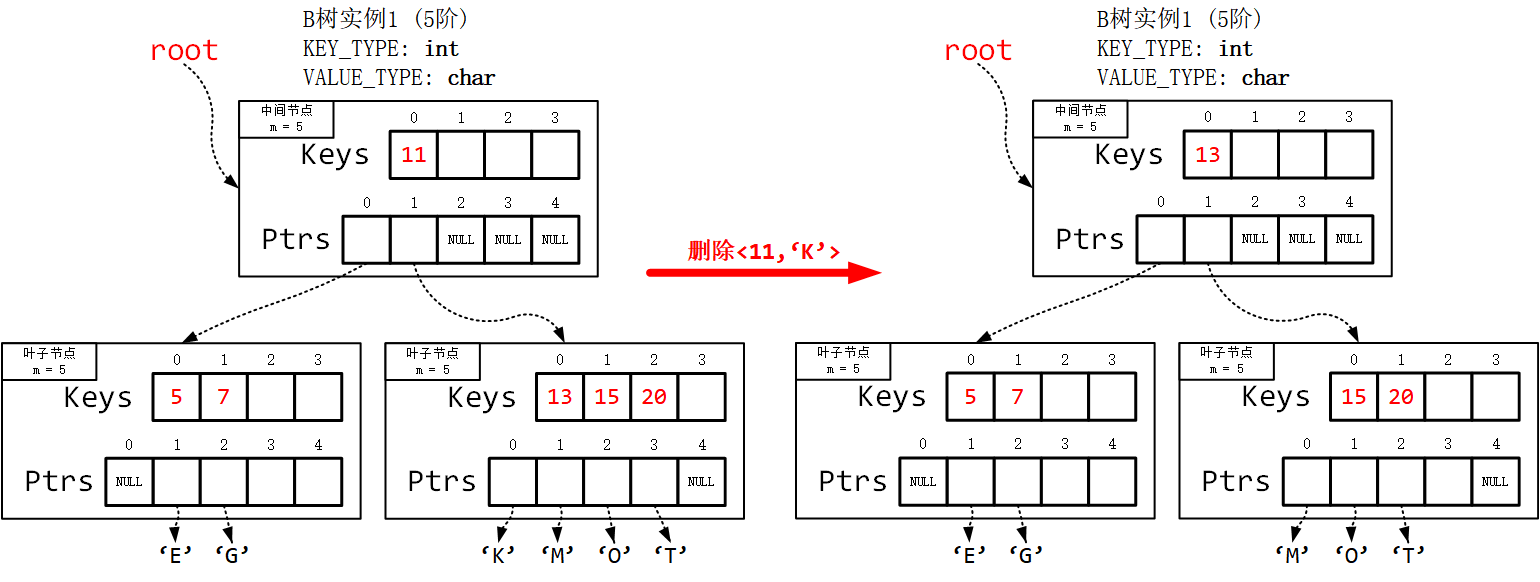 B树实例1 (5阶)
KEY_TYPE: int
VALUE_TYPE: char
root
中间节点
m = 5
0 1 2 3
Keys 11
0 1 2 3 4
Ptrs NULL NULL NULL
叶子节点
m = 5
0 1 2 3
Keys 5 7
0 1 2 3 4
Ptrs NULL
‘E’ ‘G’
叶子节点
m = 5
0 1 2 3
Keys 13 15 20
0 1 2 3 4
Ptrs NULL
‘K’ ‘M’ ‘O’ ‘T’
删除<11,‘K’>
B树实例1 (5阶)
KEY_TYPE: int
VALUE_TYPE: char
root
中间节点
m = 5
0 1 2 3
Keys 13
0 1 2 3 4
Ptrs NULL NULL NULL
叶子节点
m = 5
0 1 2 3
Keys 5 7
0 1 2 3 4
Ptrs NULL
‘E’ ‘G’
叶子节点
m = 5
0 1 2 3
Keys 15 20
0 1 2 3 4
Ptrs NULL
‘M’ ‘O’ ‘T’